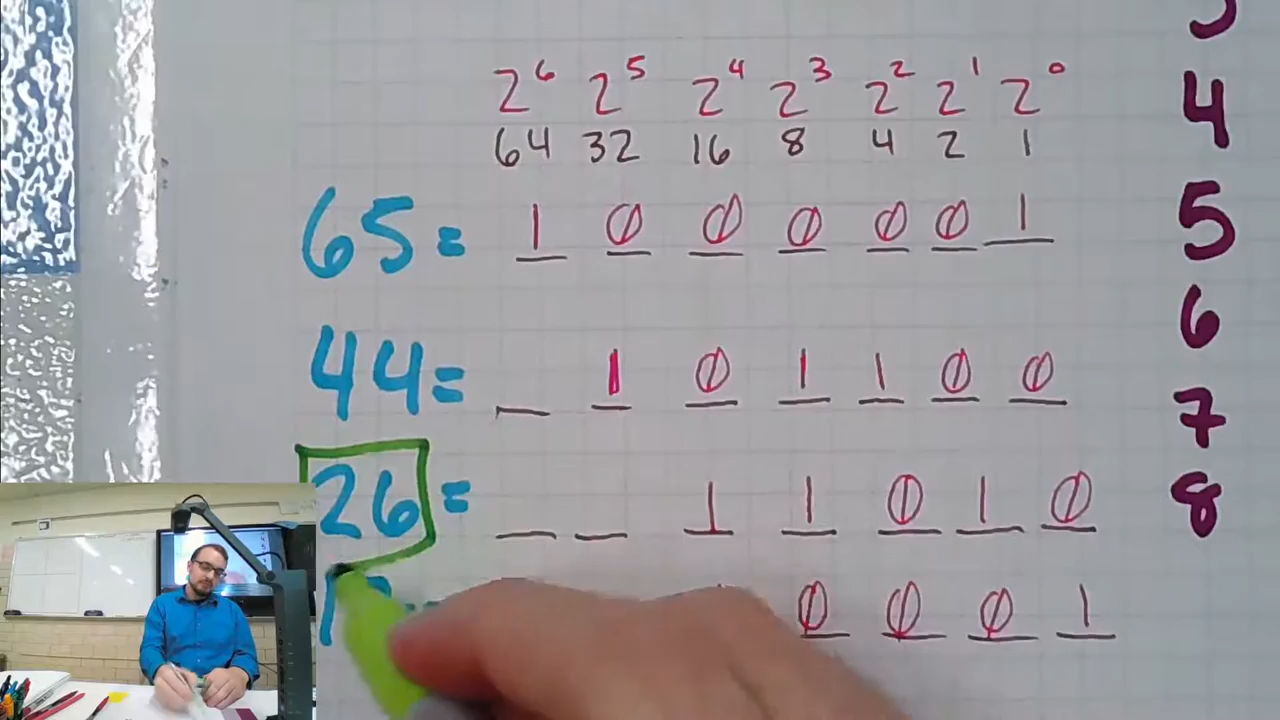 2⁶ 2⁵ 2⁴ 2³ 2² 2¹ 2⁰
64 32 16 8 4 2 1
65= 1 0 0 0 0 0 1
44= _ 1 0 1 1 0 0
26= _ _ 1 1 0 1 0
0 0 0 1
4
5
6
7
8